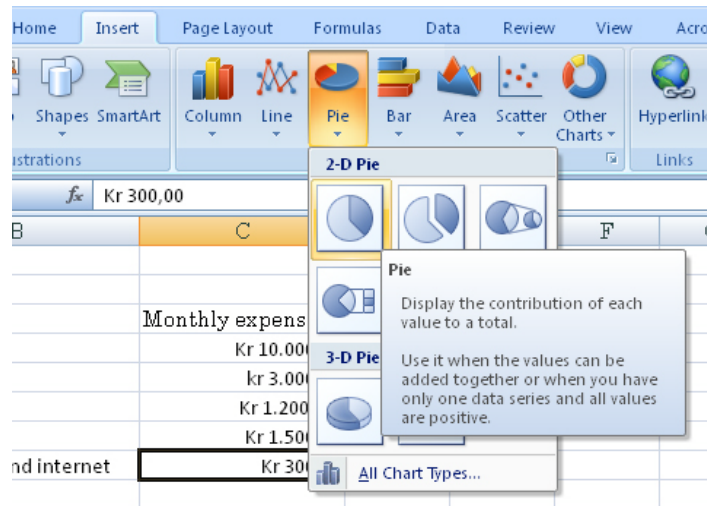 Home Insert Page Layout Formulas Data Review View Acro
Shapes SmartArt Column Line Pie Bar Area Scatter Other Charts Hyperlink
ustrations Links
2-D Pie
fx Kr 300,00
B C F
Pie
Display the contribution of each
value to a total.
Monthly expens
Kr 10.000
3-D Pie
Use it when the values can be
kr 3.000
added together or when you have
Kr 1.200
only one data series and all values
are positive.
Kr 1.500
nd internet Kr 300
All Chart Types...